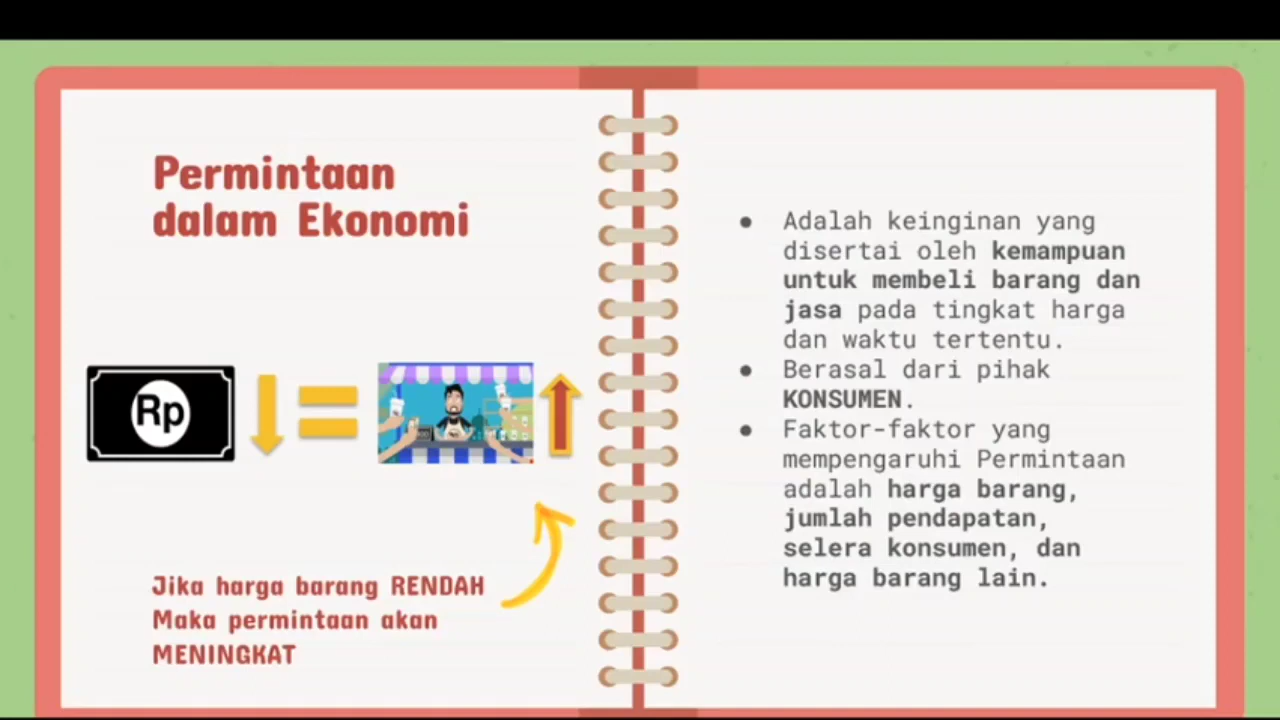 Permintaan
dalam Ekonomi
Rp
Jika harga barang RENDAH
Maka permintaan akan
MENINGKAT
● Adalah keinginan yang
disertai oleh kemampuan
untuk membeli barang dan
jasa pada tingkat harga
dan waktu tertentu.
● Berasal dari pihak
KONSUMEN.
● Faktor-faktor yang
mempengaruhi Permintaan
adalah harga barang,
jumlah pendapatan,
selera konsumen, dan
harga barang lain.